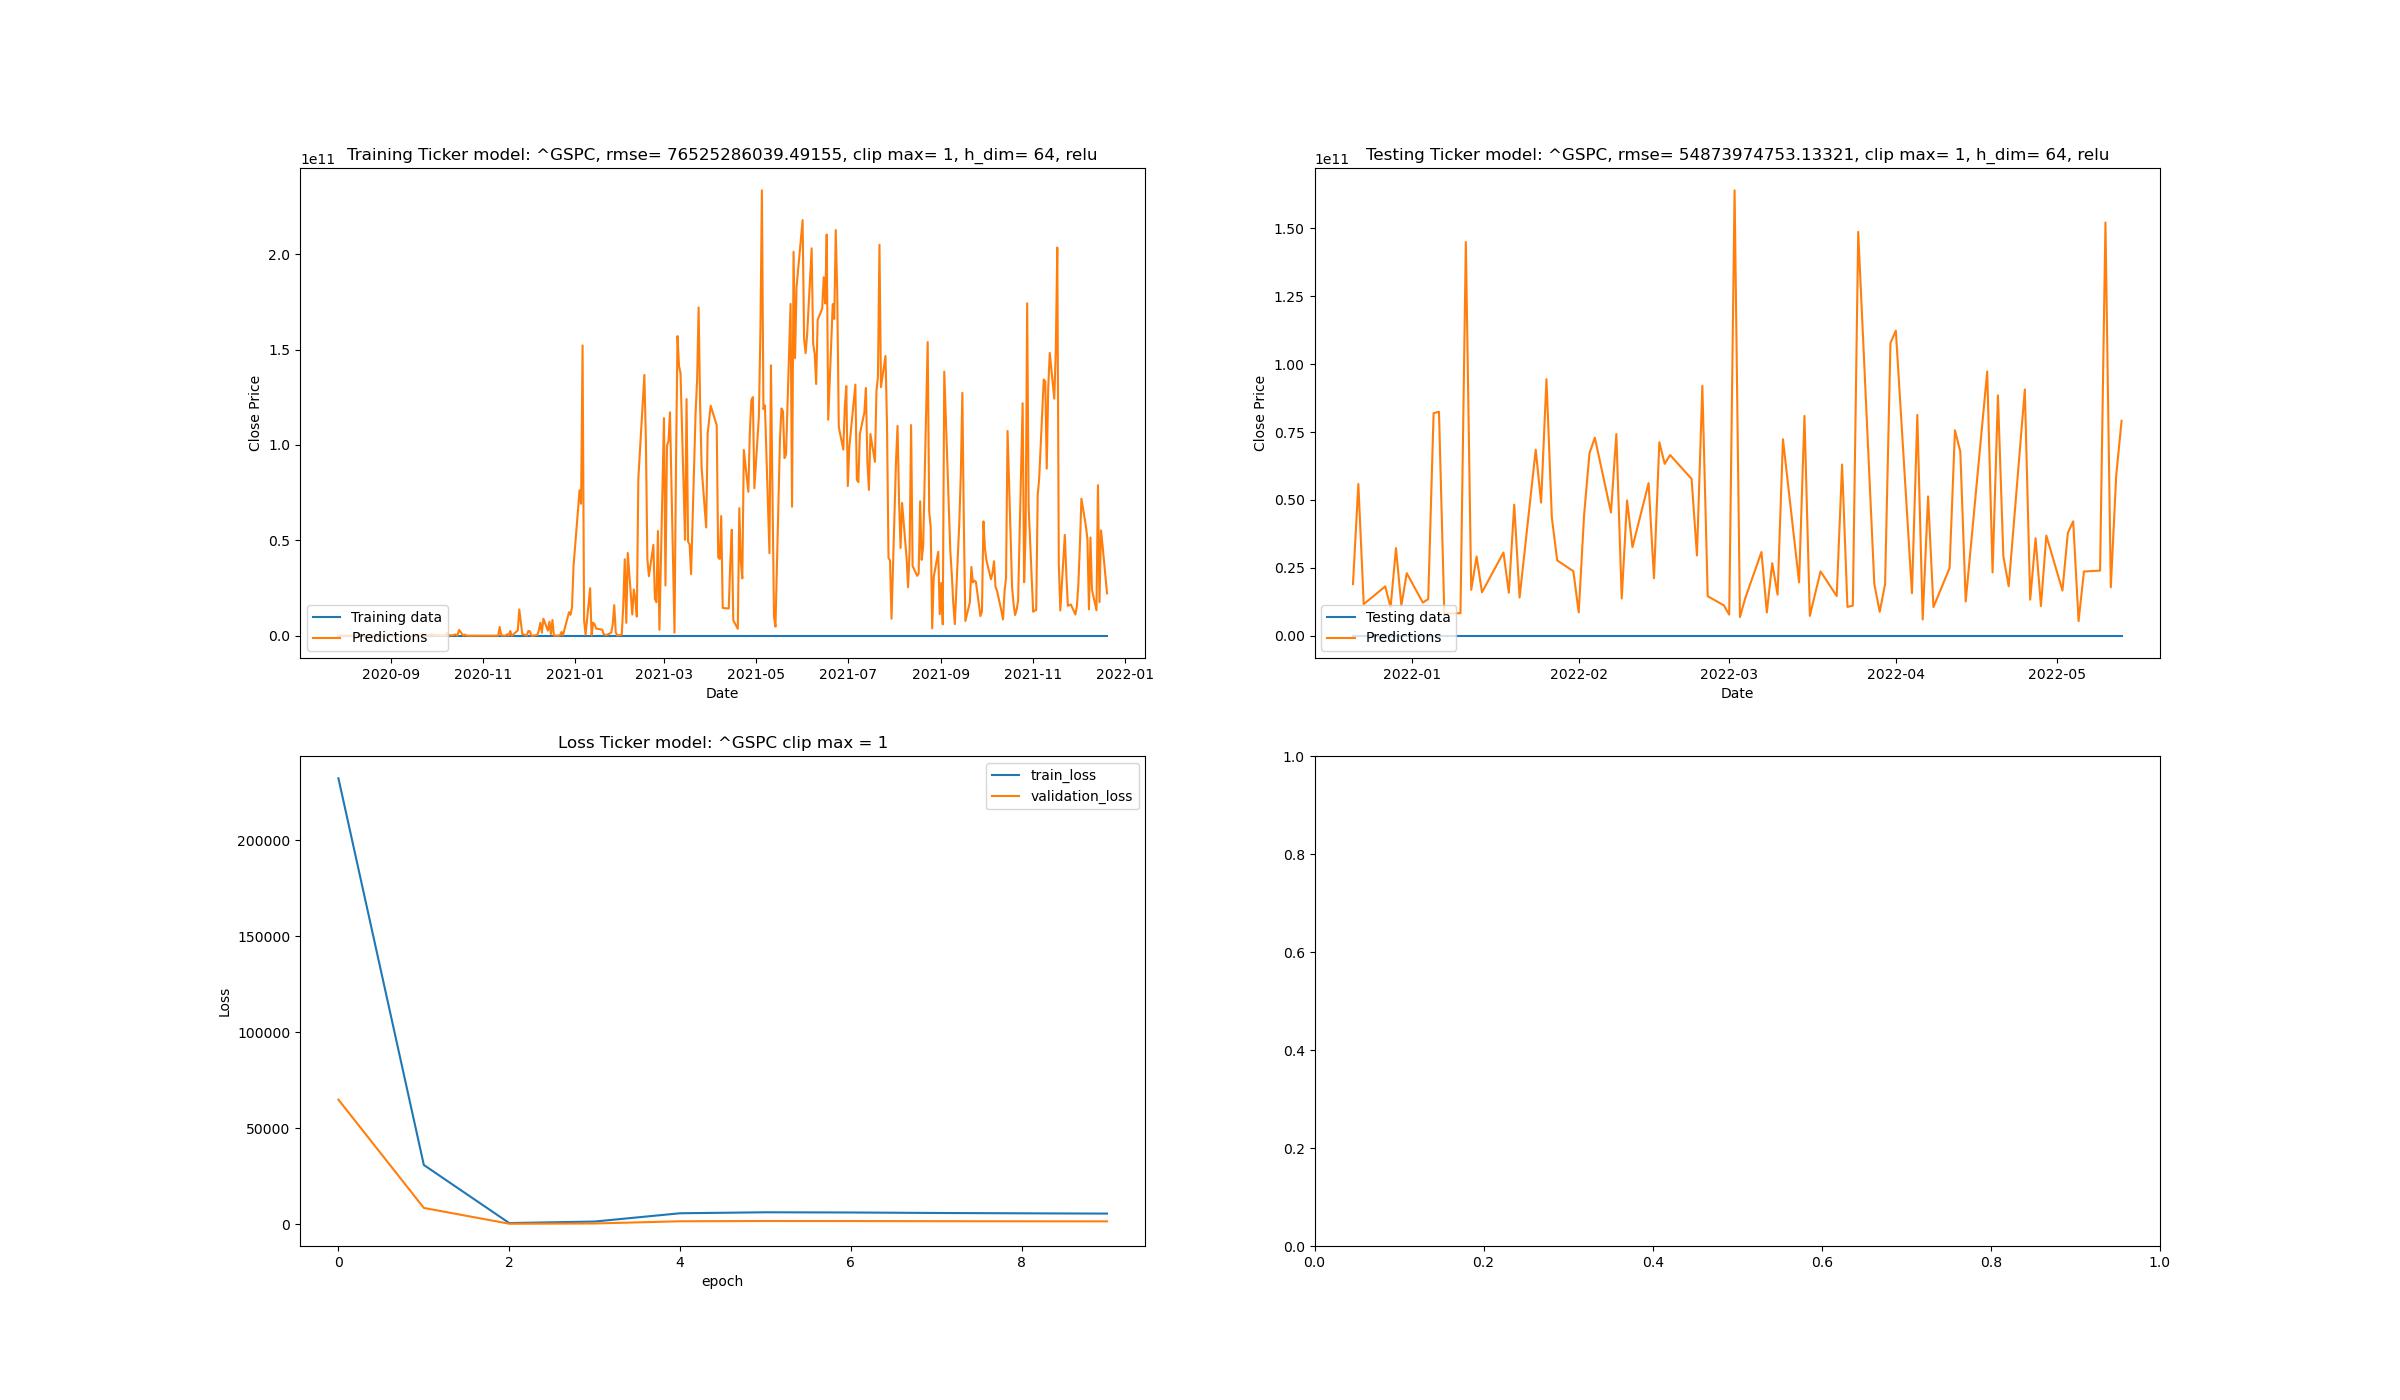 Training Ticker model: ^GSPC, rmse= 76525286039.49155, clip max= 1, h_dim= 64, relu
1e11
2.0
1.5
1.0
0.5
0.0
Close Price
Training data
Predictions
2020-09 2020-11 2021-01 2021-03 2021-05 2021-07 2021-09 2021-11 2022-01
Date
Testing Ticker model: ^GSPC, rmse= 54873974753.13321, clip max= 1, h_dim= 64, relu
1e11
1.50
1.25
1.00
0.75
0.50
0.25
0.00
Close Price
Testing data
Predictions
2022-01 2022-02 2022-03 2022-04 2022-05
Date
Loss Ticker model: ^GSPC clip max = 1
train_loss
validation_loss
200000
150000
100000
50000
0
Loss
0 2 4 6 8
epoch
1.0
0.8
0.6
0.4
0.2
0.0
0.0 0.2 0.4 0.6 0.8 1.0